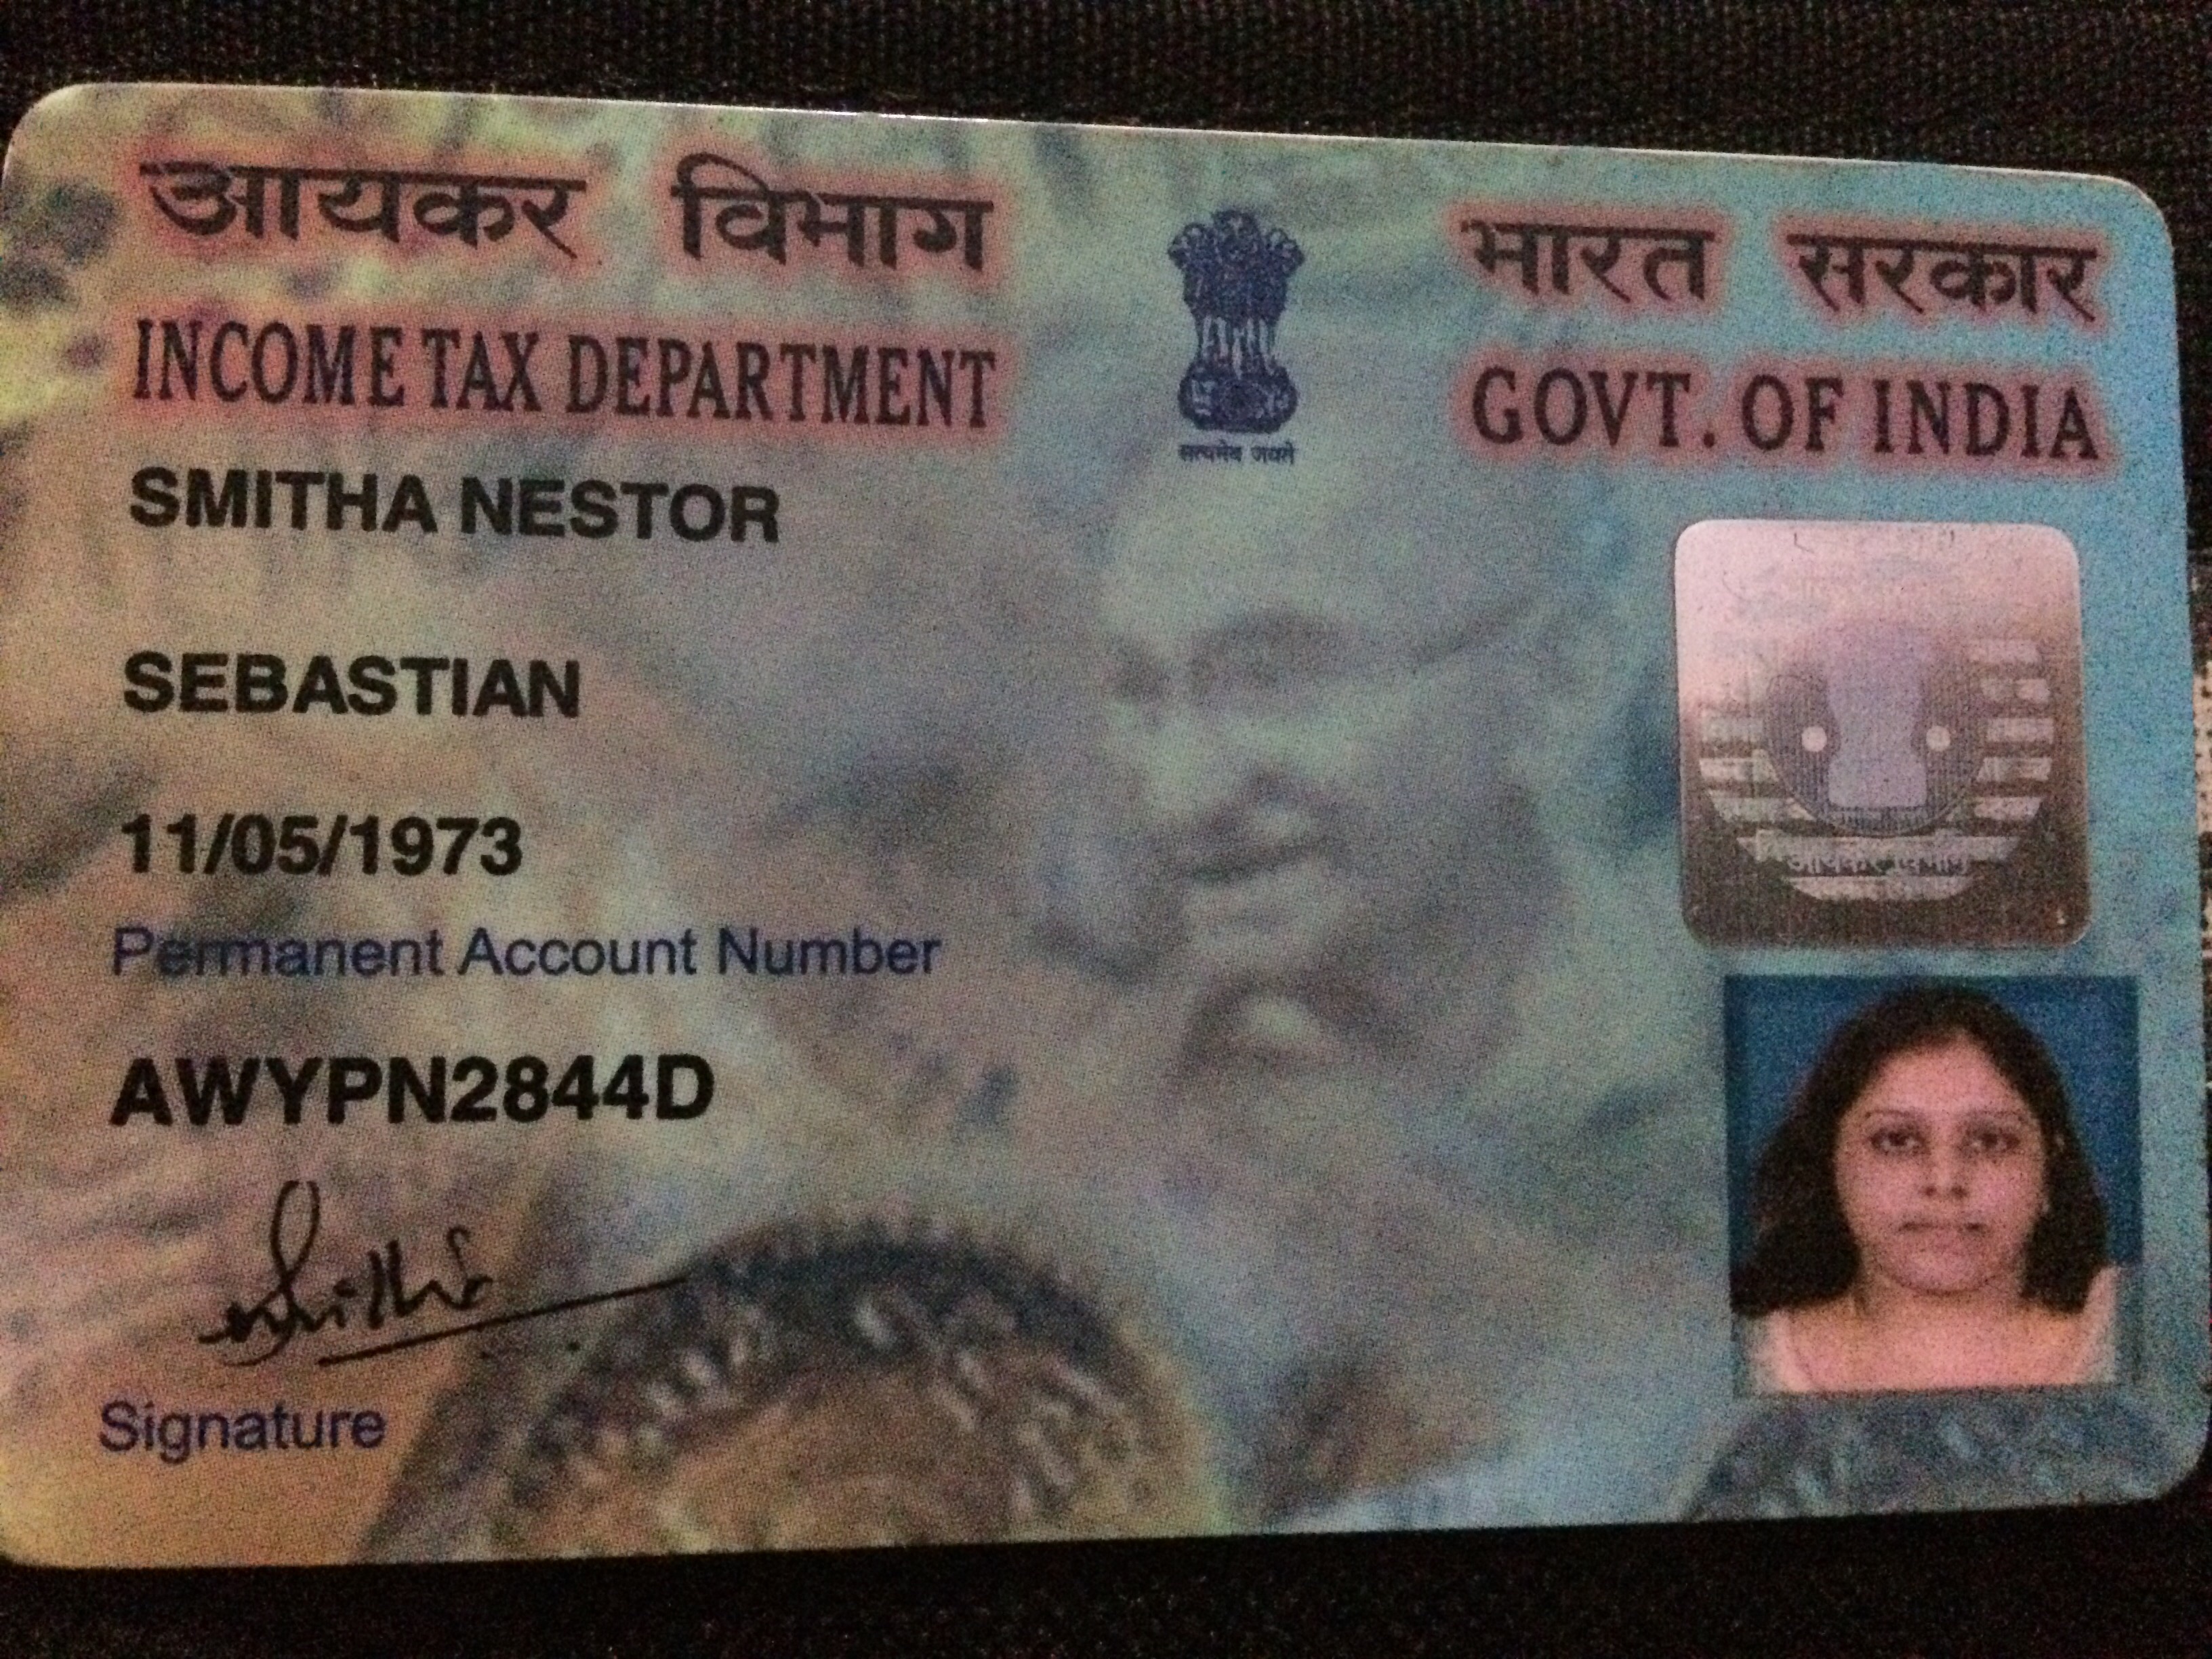 आयकर विभाग
INCOME TAX DEPARTMENT
सत्यमेव जयते
भारत सरकार
GOVT. OF INDIA
SMITHA NESTOR
SEBASTIAN
11/05/1973
Permanent Account Number
AWYPN2844D
Smitha
Signature
आयकर विभाग